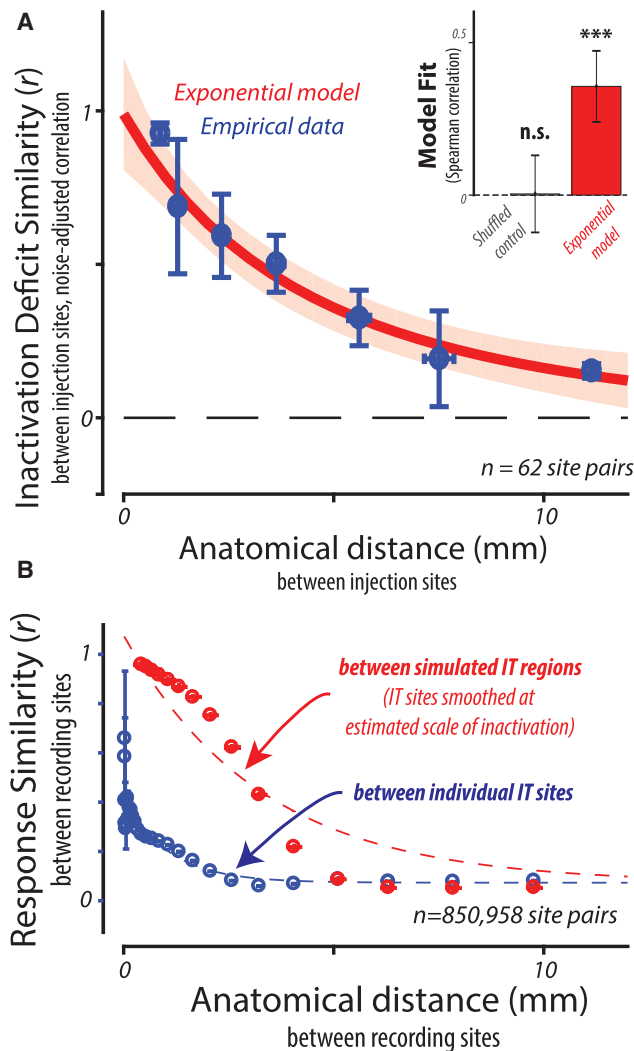 A
Inactivation Deficit Similarity (r)
between injection sites, noise-adjusted correlation
1
0
Exponential model
Empirical data
Model Fit
(Spearman correlation)
0.5
0
n.s.
***
Shuffled
control
Exponential
model
n = 62 site pairs
0
10
Anatomical distance (mm)
between injection sites
B
Response Similarity (r)
between recording sites
1
0
between simulated IT regions
(IT sites smoothed at
estimated scale of inactivation)
between individual IT sites
n=850,958 site pairs
0
10
Anatomical distance (mm)
between recording sites